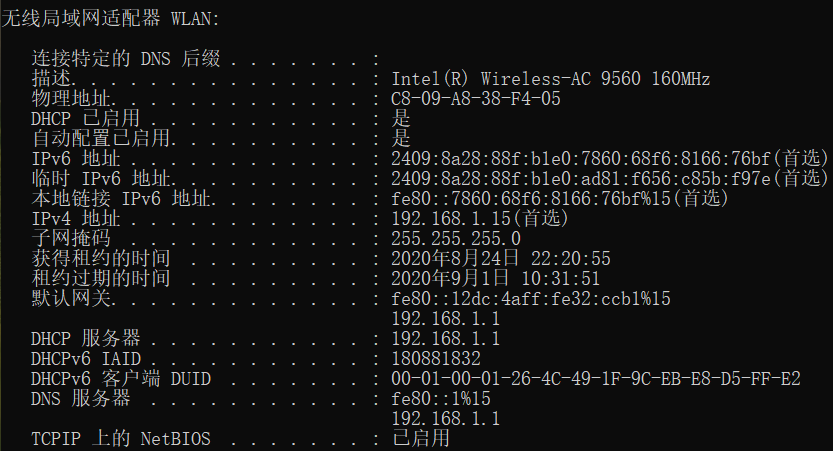 无线局域网适配器 WLAN:
连接特定的 DNS 后缀 . . . . . . . :
描述. . . . . . . . . . . . . . . : Intel(R) Wireless-AC 9560 160MHz
物理地址. . . . . . . . . . . . . : C8-09-A8-38-F4-05
DHCP 已启用 . . . . . . . . . . . : 是
自动配置已启用. . . . . . . . . . : 是
IPv6 地址 . . . . . . . . . . . . : 2409:8a28:88f:b1e0:7860:68f6:8166:76bf(首选)
临时 IPv6 地址. . . . . . . . . . : 2409:8a28:88f:b1e0:ad81:f656:c85b:f97e(首选)
本地链接 IPv6 地址. . . . . . . . : fe80::7860:68f6:8166:76bf%15(首选)
IPv4 地址 . . . . . . . . . . . . : 192.168.1.15(首选)
子网掩码  . . . . . . . . . . . . : 255.255.255.0
获得租约的时间  . . . . . . . . . : 2020年8月24日 22:20:55
租约过期的时间  . . . . . . . . . : 2020年9月1日 10:31:51
默认网关. . . . . . . . . . . . . : fe80::12dc:4aff:fe32:ccb1%15
192.168.1.1
DHCP 服务器 . . . . . . . . . . . : 192.168.1.1
DHCPv6 IAID . . . . . . . . . . . : 180881832
DHCPv6 客户端 DUID  . . . . . . . : 00-01-00-01-26-4C-49-1F-9C-EB-E8-D5-FF-E2
DNS 服务器  . . . . . . . . . . . : fe80::1%15
192.168.1.1
TCPIP 上的 NetBIOS  . . . . . . . : 已启用